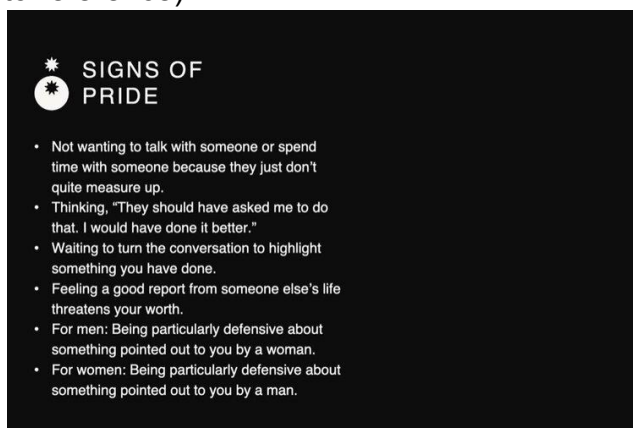 SIGNS OF
PRIDE
• Not wanting to talk with someone or spend
time with someone because they just don't
quite measure up.
• Thinking, “They should have asked me to do
that. I would have done it better.”
• Waiting to turn the conversation to highlight
something you have done.
• Feeling a good report from someone else's life
threatens your worth.
• For men: Being particularly defensive about
something pointed out to you by a woman.
• For women: Being particularly defensive about
something pointed out to you by a man.